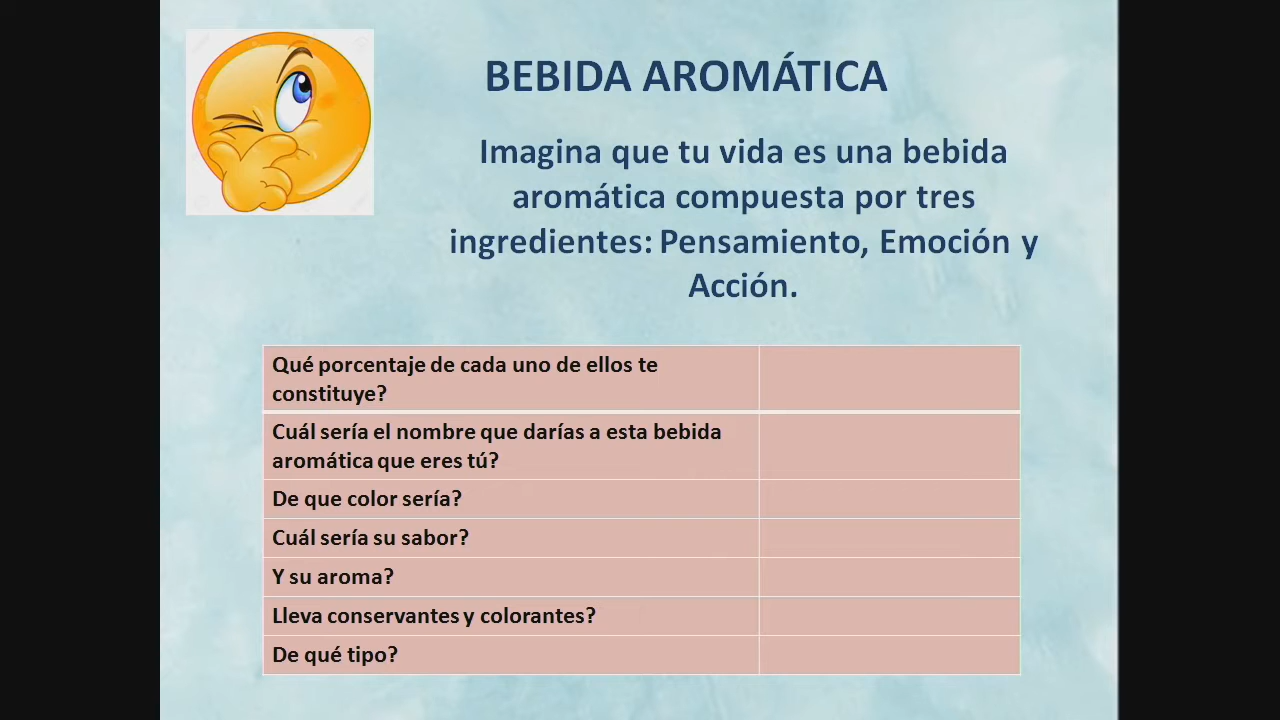 BEBIDA AROMÁTICA
Imagina que tu vida es una bebida
aromática compuesta por tres
ingredientes: Pensamiento, Emoción y
Acción.
Qué porcentaje de cada uno de ellos te
constituye?
Cuál sería el nombre que darías a esta bebida
aromática que eres tú?
De que color sería?
Cuál sería su sabor?
Y su aroma?
Lleva conservantes y colorantes?
De qué tipo?